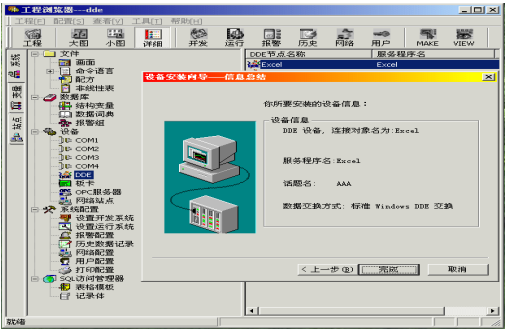 工程浏览器---dde
工程[F] 配置[S] 查看[V] 工具[T] 帮助[H]
工程 大图 小图 详细 开发 运行 报警 历史 网络 用户 MAKE VIEW
文件
画面
命令语言
配方
非线性表
数据库
结构变量
数据词典
报警组
设备
COM1
COM2
COM3
COM4
DDE
板卡
OPC服务器
网络站点
系统配置
设置开发系统
设置运行系统
报警配置
历史数据记录
网络配置
用户配置
打印配置
SQL访问管理器
表格模板
记录体
DDE节点名称 服务程序名
Excel Excel
设备安装向导---信息总结
你所要安装的设备信息：
设备信息
DDE 设备, 连接对象名为:Excel
服务程序名:Excel
话题名: AAA
数据交换方式: 标准 Windows DDE 交换
< 上一步(B) 完成 取消
就绪